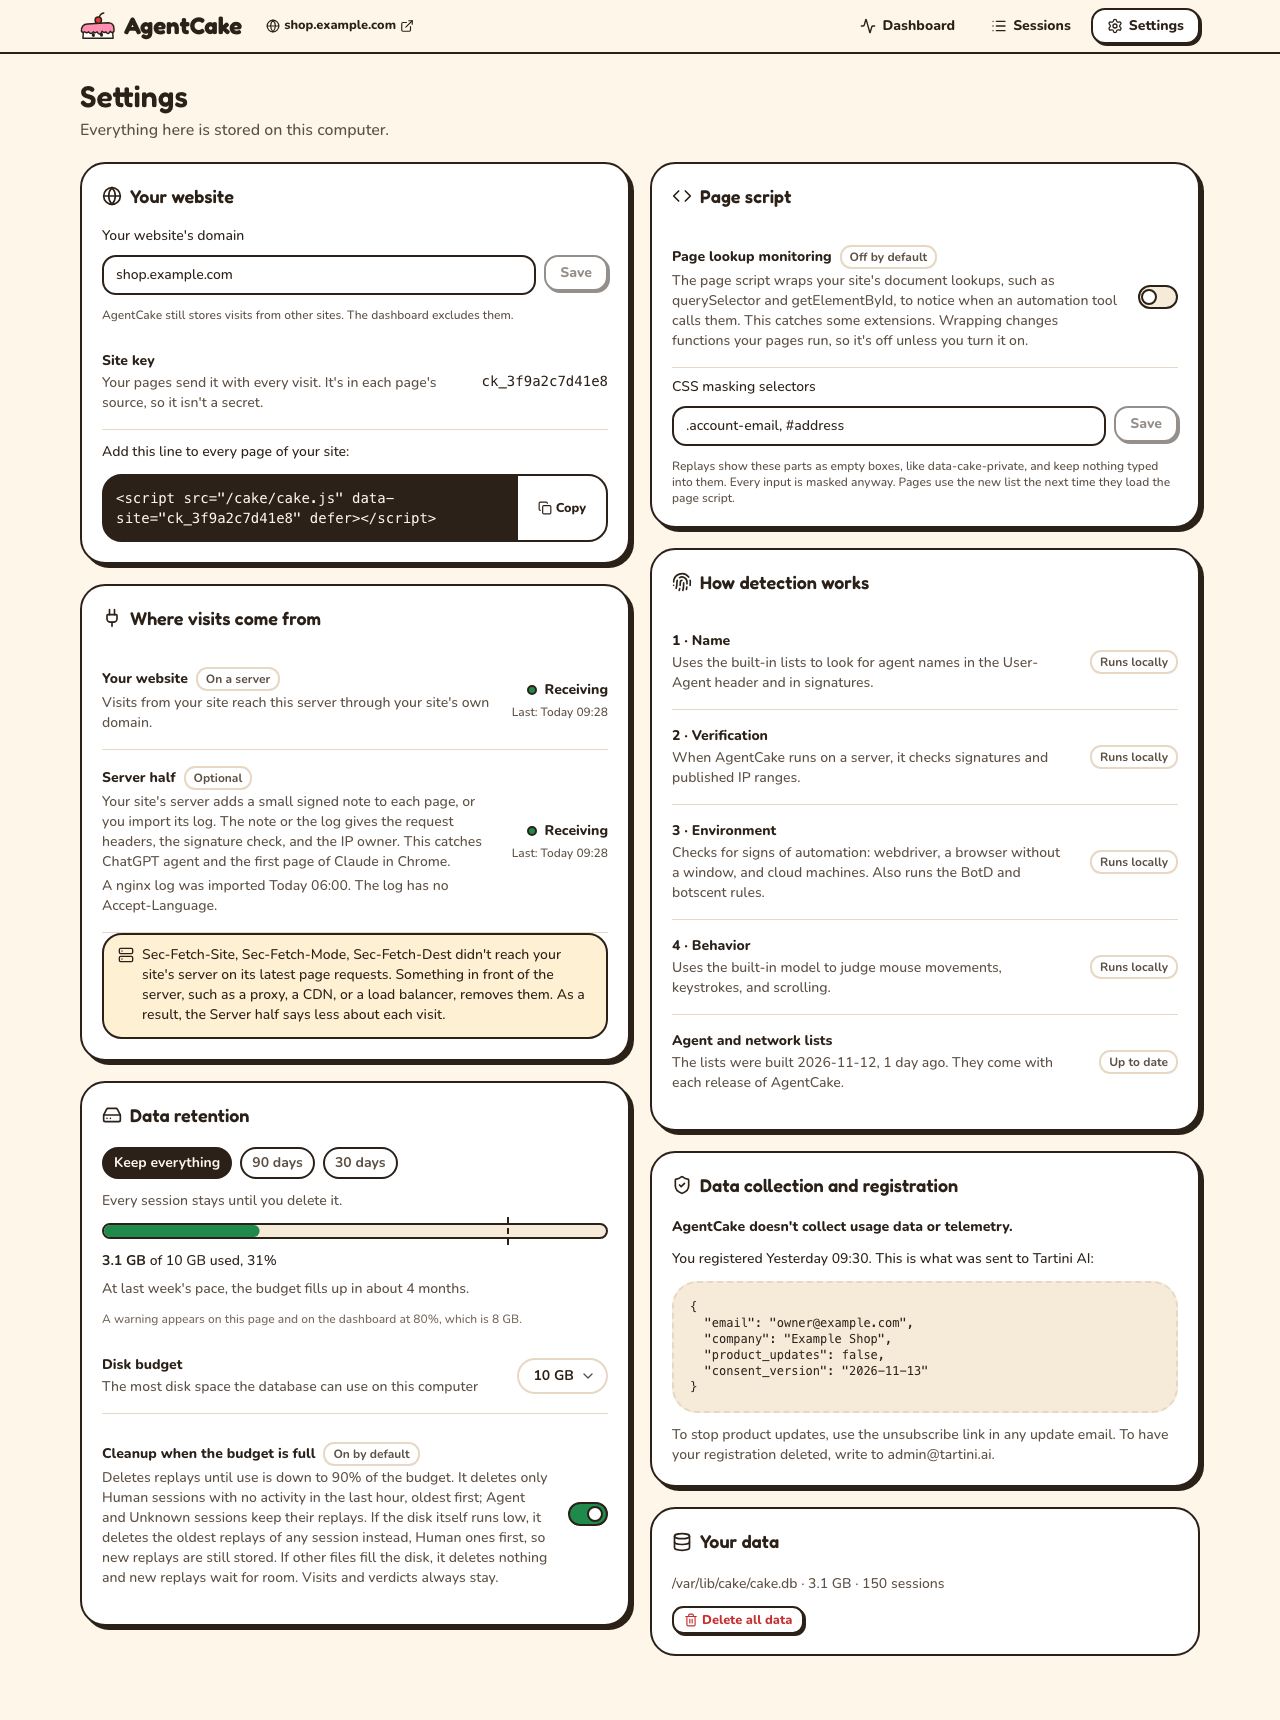 AgentCake
shop.example.com
Dashboard
Sessions
Settings
Settings
Everything here is stored on this computer.
Your website
Your website's domain
shop.example.com
Save
AgentCake still stores visits from other sites. The dashboard excludes them.
Site key
Your pages send it with every visit. It's in each page's
source, so it isn't a secret.
ck_3f9a2c7d41e8
Add this line to every page of your site:
<script src="/cake/cake.js" data-
site="ck_3f9a2c7d41e8" defer></script>
Copy
Where visits come from
Your website
On a server
Visits from your site reach this server through your site's own
domain.
Receiving
Last: Today 09:28
Server half
Optional
Your site's server adds a small signed note to each page, or
you import its log. The note or the log gives the request
headers, the signature check, and the IP owner. This catches
ChatGPT agent and the first page of Claude in Chrome.
A nginx log was imported Today 06:00. The log has no
Accept-Language.
Receiving
Last: Today 09:28
Sec-Fetch-Site, Sec-Fetch-Mode, Sec-Fetch-Dest didn't reach your
site's server on its latest page requests. Something in front of the
server, such as a proxy, a CDN, or a load balancer, removes them. As a
result, the Server half says less about each visit.
Data retention
Keep everything
90 days
30 days
Every session stays until you delete it.
3.1 GB of 10 GB used, 31%
At last week's pace, the budget fills up in about 4 months.
A warning appears on this page and on the dashboard at 80%, which is 8 GB.
Disk budget
The most disk space the database can use on this computer
10 GB
Cleanup when the budget is full
On by default
Deletes replays until use is down to 90% of the budget. It deletes only
Human sessions with no activity in the last hour, oldest first; Agent
and Unknown sessions keep their replays. If the disk itself runs low, it
deletes the oldest replays of any session instead, Human ones first, so
new replays are still stored. If other files fill the disk, it deletes nothing
and new replays wait for room. Visits and verdicts always stay.
Page script
Page lookup monitoring
Off by default
The page script wraps your site's document lookups, such as
querySelector and getElementById, to notice when an automation tool
calls them. This catches some extensions. Wrapping changes
functions your pages run, so it's off unless you turn it on.
CSS masking selectors
.account-email, #address
Save
Replays show these parts as empty boxes, like data-cake-private, and keep nothing typed
into them. Every input is masked anyway. Pages use the new list the next time they load the
page script.
How detection works
1 · Name
Uses the built-in lists to look for agent names in the User-
Agent header and in signatures.
Runs locally
2 · Verification
When AgentCake runs on a server, it checks signatures and
published IP ranges.
Runs locally
3 · Environment
Checks for signs of automation: webdriver, a browser without
a window, and cloud machines. Also runs the BotD and
botscent rules.
Runs locally
4 · Behavior
Uses the built-in model to judge mouse movements,
keystrokes, and scrolling.
Runs locally
Agent and network lists
The lists were built 2026-11-12, 1 day ago. They come with
each release of AgentCake.
Up to date
Data collection and registration
AgentCake doesn't collect usage data or telemetry.
You registered Yesterday 09:30. This is what was sent to Tartini AI:
{
"email": "owner@example.com",
"company": "Example Shop",
"product_updates": false,
"consent_version": "2026-11-13"
}
To stop product updates, use the unsubscribe link in any update email. To have
your registration deleted, write to admin@tartini.ai.
Your data
/var/lib/cake/cake.db · 3.1 GB · 150 sessions
Delete all data